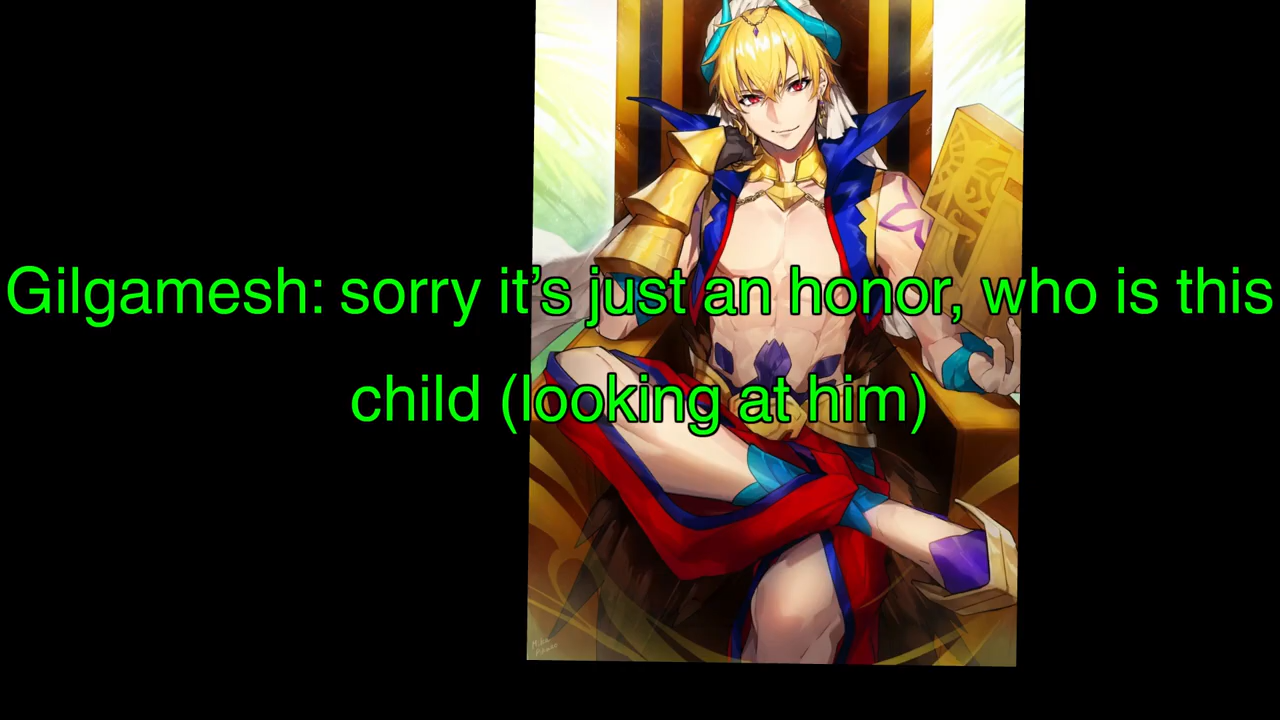 Gilgamesh: sorry it’s just an honor, who is this
child (looking at him)